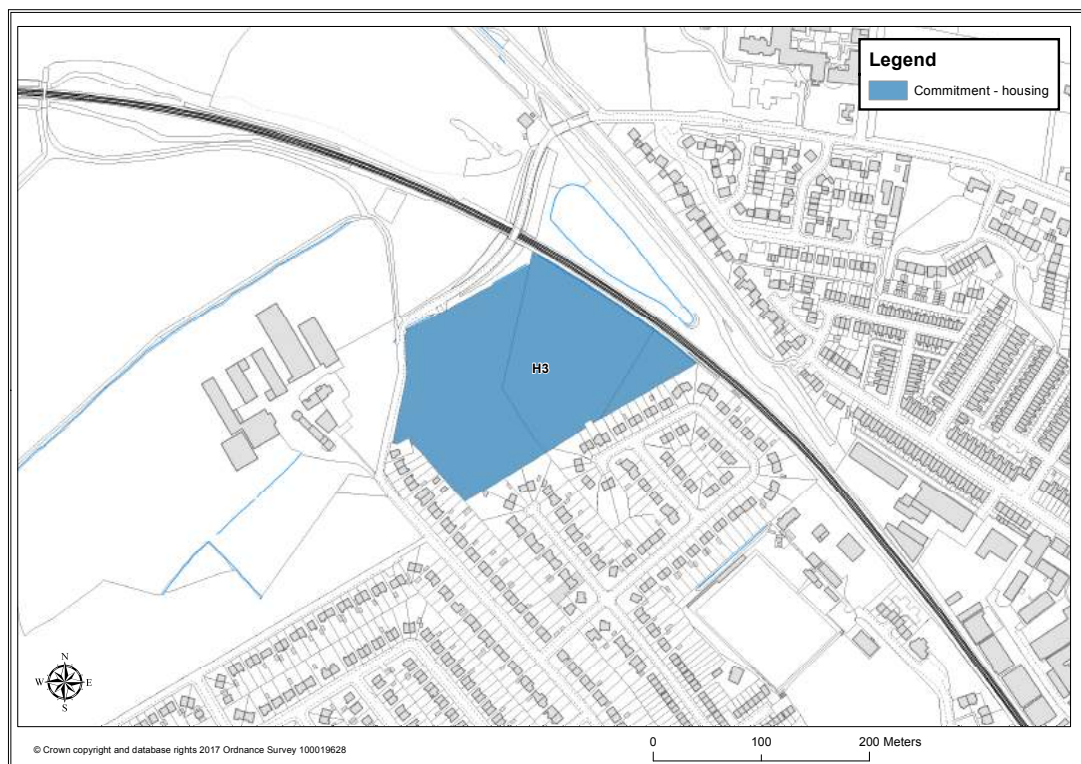 Legend
Commitment - housing
H3
N
W E
S
© Crown copyright and database rights 2017 Ordnance Survey 100019628
0 100 200 Meters